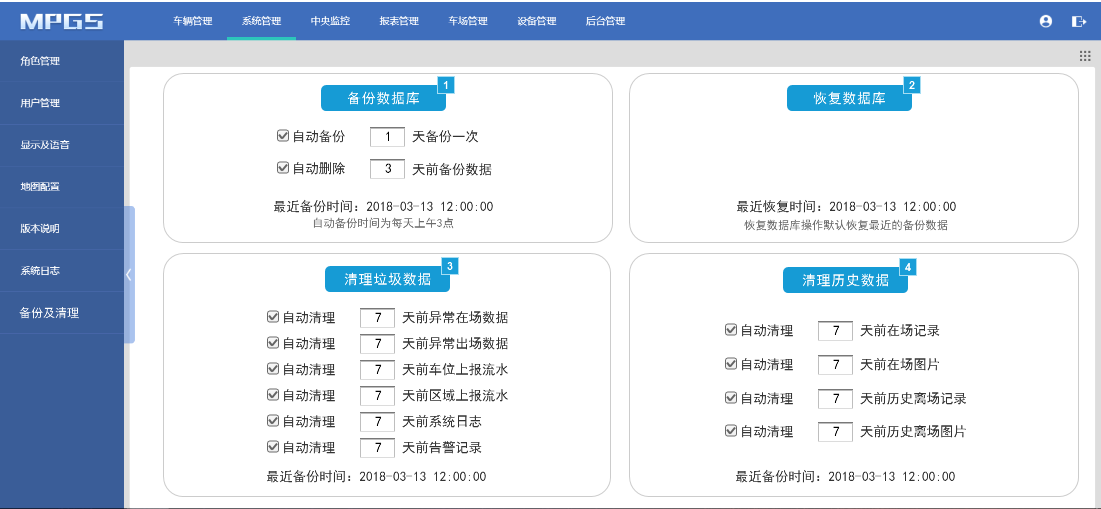 MPGS
车辆管理 系统管理 中央监控 报表管理 车场管理 设备管理 后台管理
角色管理
用户管理
显示及语音
地图配置
版本说明
系统日志
备份及清理
备份数据库 1
自动备份 1 天备份一次
自动删除 3 天前备份数据
最近备份时间：2018-03-13 12:00:00
自动备份时间为每天上午3点
恢复数据库 2
最近恢复时间：2018-03-13 12:00:00
恢复数据库操作默认恢复最近的备份数据
清理垃圾数据 3
自动清理 7 天前异常在场数据
自动清理 7 天前异常出场数据
自动清理 7 天前车位上报流水
自动清理 7 天前区域上报流水
自动清理 7 天前系统日志
自动清理 7 天前告警记录
最近备份时间：2018-03-13 12:00:00
清理历史数据 4
自动清理 7 天前在场记录
自动清理 7 天前在场图片
自动清理 7 天前历史离场记录
自动清理 7 天前历史离场图片
最近备份时间：2018-03-13 12:00:00